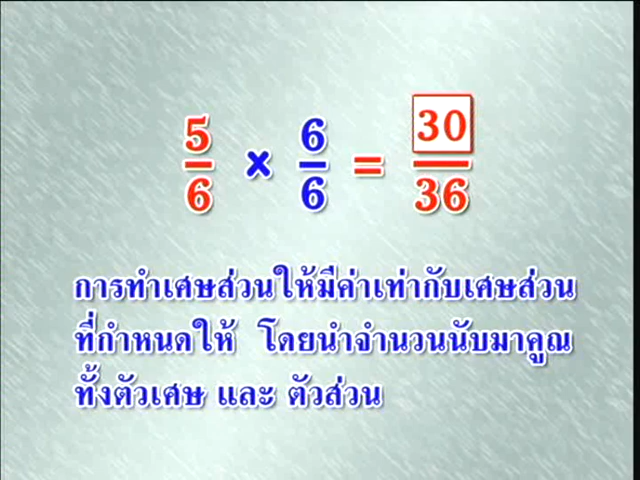 5/6 × 6/6 = 30/36
การทำเศษส่วนให้มีค่าเท่ากับเศษส่วน
ที่กำหนดให้ โดยนำจำนวนนับมาคูณ
ทั้งตัวเศษ และ ตัวส่วน